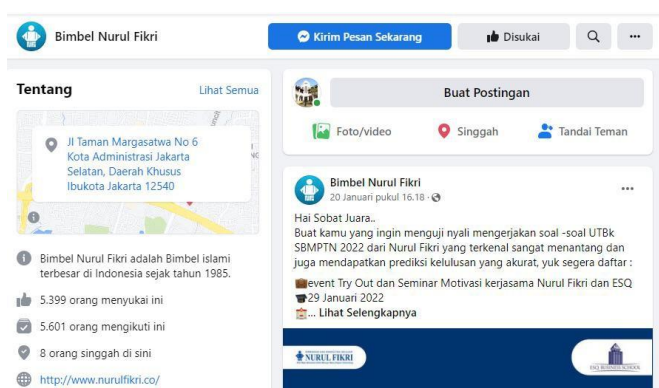 Bimbel Nurul Fikri
Kirim Pesan Sekarang
Disukai
Tentang
Lihat Semua
Jl Taman Margasatwa No 6
Kota Administrasi Jakarta
Selatan, Daerah Khusus
Ibukota Jakarta 12540
Bimbel Nurul Fikri adalah Bimbel islami
terbesar di Indonesia sejak tahun 1985.
5.399 orang menyukai ini
5.601 orang mengikuti ini
8 orang singgah di sini
http://www.nurulfikri.co/
Buat Postingan
Foto/video
Singgah
Tandai Teman
Bimbel Nurul Fikri
20 Januari pukul 16.18 ·
Hai Sobat Juara..
Buat kamu yang ingin menguji nyali mengerjakan soal -soal UTBk
SBMPTN 2022 dari Nurul Fikri yang terkenal sangat menantang dan
juga mendapatkan prediksi kelulusan yang akurat, yuk segera daftar :
event Try Out dan Seminar Motivasi kerjasama Nurul Fikri dan ESQ
29 Januari 2022
... Lihat Selengkapnya
NURUL FIKRI
ESQ BUSINESS SCHOOL